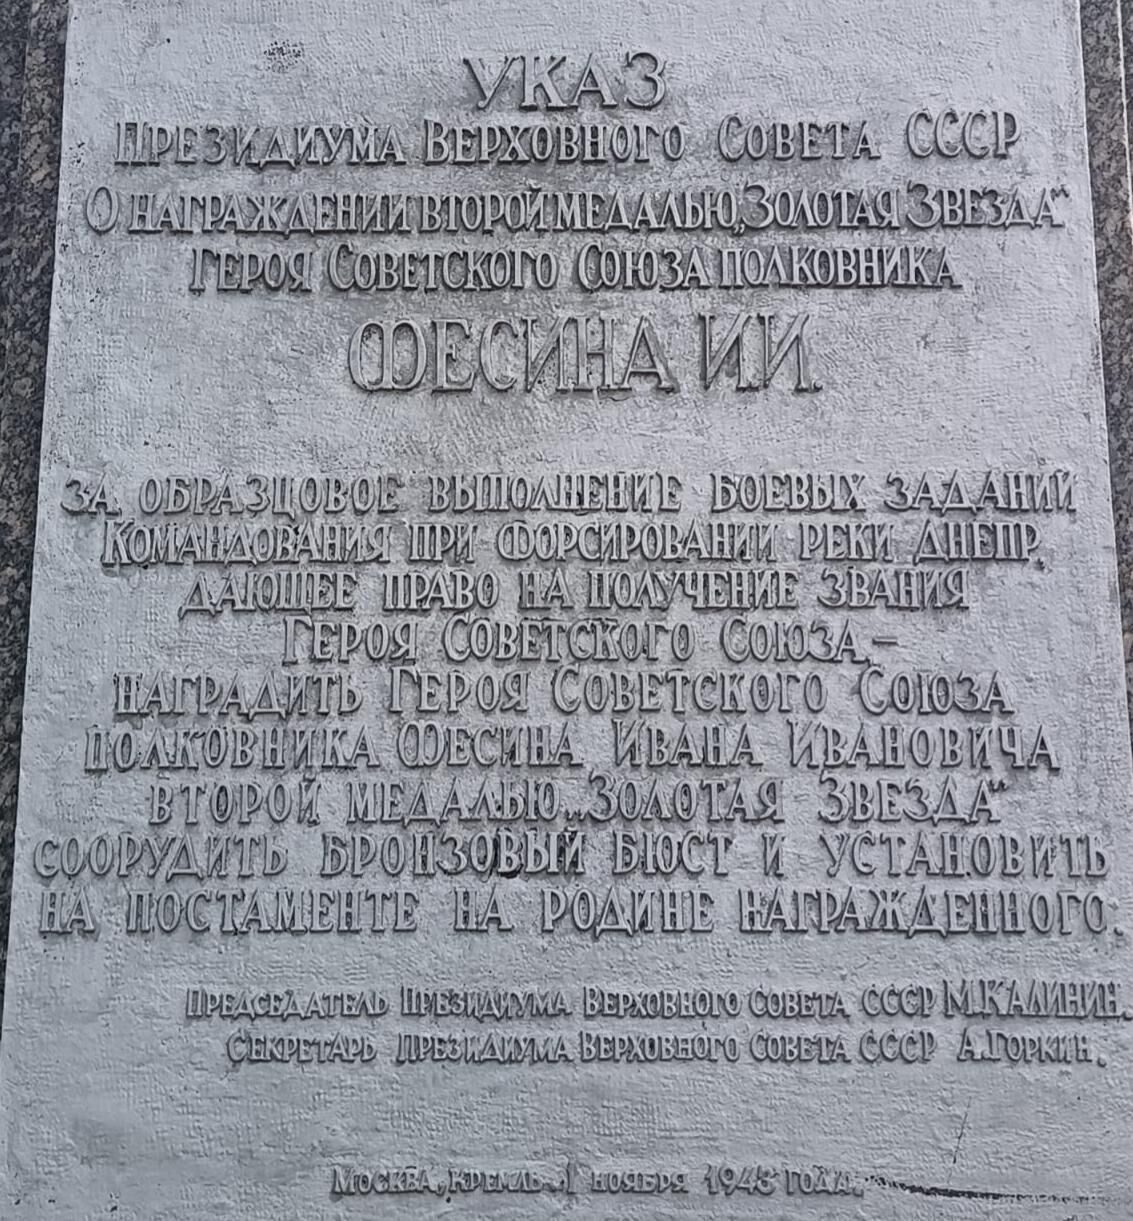 УКАЗ
ПРЕЗИДИУМА ВЕРХОВНОГО СОВЕТА СССР
О НАГРАЖДЕНИИ ВТОРОЙ МЕДАЛЬЮ „ЗОЛОТАЯ ЗВЕЗДА"
ГЕРОЯ СОВЕТСКОГО СОЮЗА ПОЛКОВНИКА
ФЕСИНА И.И.
ЗА ОБРАЗЦОВОЕ ВЫПОЛНЕНИЕ БОЕВЫХ ЗАДАНИЙ
КОМАНДОВАНИЯ ПРИ ФОРСИРОВАНИИ РЕКИ ДНЕПР,
ДАЮЩЕЕ ПРАВО НА ПОЛУЧЕНИЕ ЗВАНИЯ
ГЕРОЯ СОВЕТСКОГО СОЮЗА,-
НАГРАДИТЬ ГЕРОЯ СОВЕТСКОГО СОЮЗА
ПОЛКОВНИКА ФЕСИНА ИВАНА ИВАНОВИЧА
ВТОРОЙ МЕДАЛЬЮ „ЗОЛОТАЯ ЗВЕЗДА",
СООРУДИТЬ БРОНЗОВЫЙ БЮСТ И УСТАНОВИТЬ
НА ПОСТАМЕНТЕ НА РОДИНЕ НАГРАЖДЕННОГО.
ПРЕДСЕДАТЕЛЬ ПРЕЗИДИУМА ВЕРХОВНОГО СОВЕТА СССР М.КАЛИНИН.
СЕКРЕТАРЬ ПРЕЗИДИУМА ВЕРХОВНОГО СОВЕТА СССР А.ГОРКИН.
МОСКВА, КРЕМЛЬ - 1 НОЯБРЯ 1943 ГОДА.